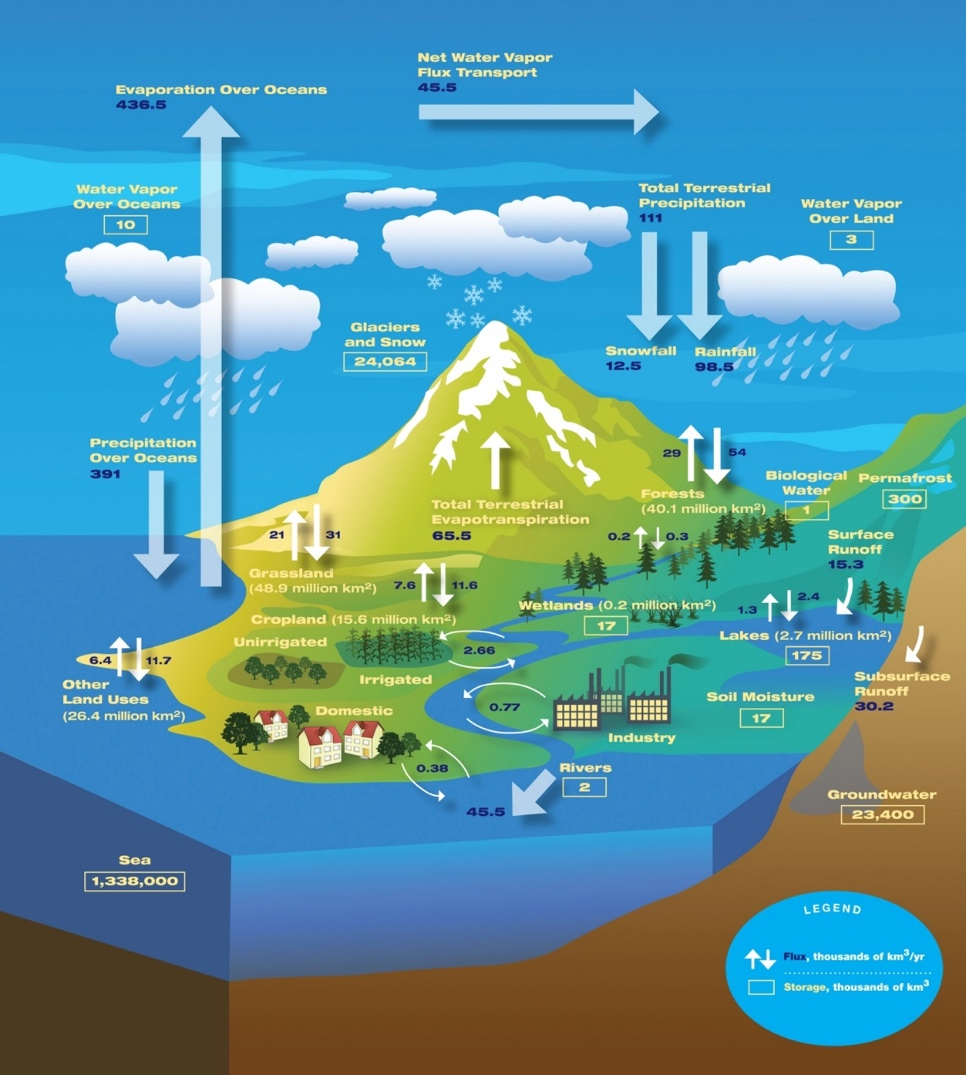 Net Water Vapor
Flux Transport
45.5
Evaporation Over Oceans
436.5
Water Vapor
Over Oceans
10
Total Terrestrial
Precipitation
111
Water Vapor
Over Land
3
Glaciers
and Snow
24,064
Snowfall
12.5
Rainfall
98.5
Precipitation
Over Oceans
391
29
54
Forests
(40.1 million km²)
Biological
Water
1
Permafrost
300
Total Terrestrial
Evapotranspiration
65.5
21
31
0.2
0.3
Surface
Runoff
15.3
Grassland
(48.9 million km²)
7.6
11.6
Wetlands (0.2 million km²)
17
1.3
2.4
Cropland (15.6 million km²)
Unirrigated
2.66
Irrigated
Lakes (2.7 million km²)
175
6.4
11.7
Other
Land Uses
(26.4 million km²)
Subsurface
Runoff
30.2
0.77
Soil Moisture
17
Domestic
Industry
0.38
Rivers
2
45.5
Groundwater
23,400
Sea
1,338,000
LEGEND
Flux, thousands of km³/yr
Storage, thousands of km³